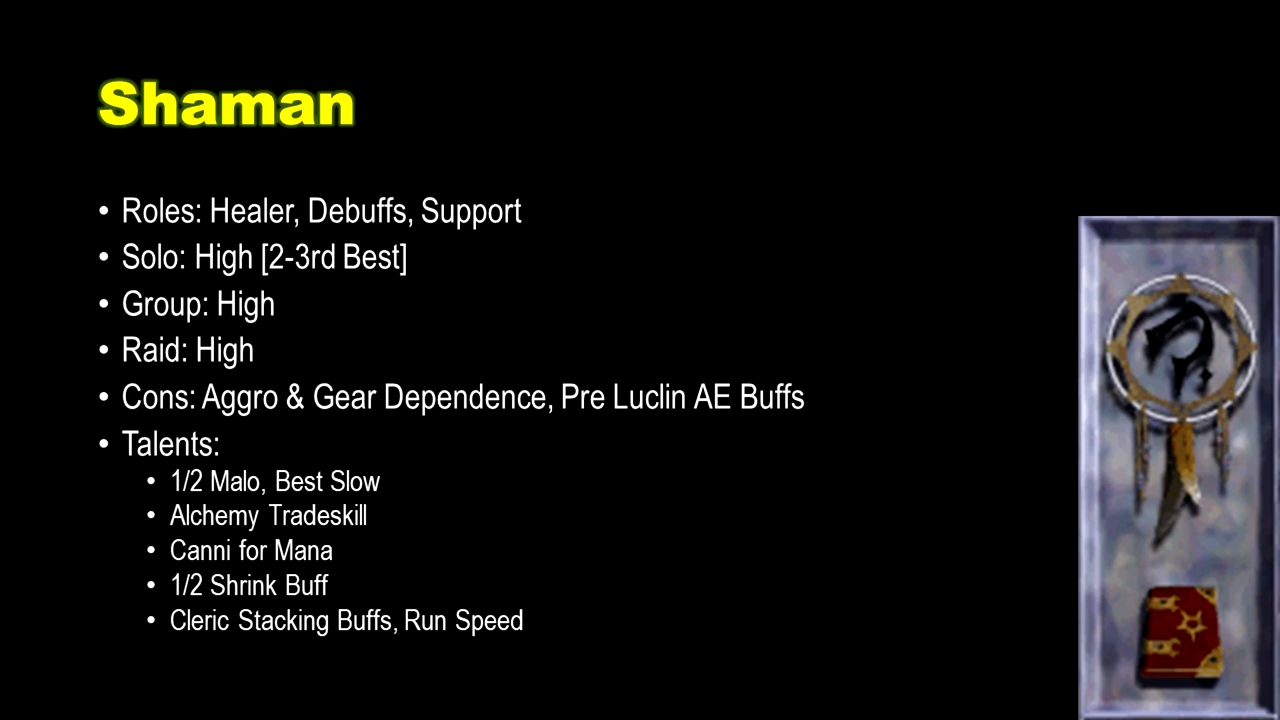 Shaman
• Roles: Healer, Debuffs, Support
• Solo: High [2-3rd Best]
• Group: High
• Raid: High
• Cons: Aggro & Gear Dependence, Pre Luclin AE Buffs
• Talents:
• 1/2 Malo, Best Slow
• Alchemy Tradeskill
• Canni for Mana
• 1/2 Shrink Buff
• Cleric Stacking Buffs, Run Speed